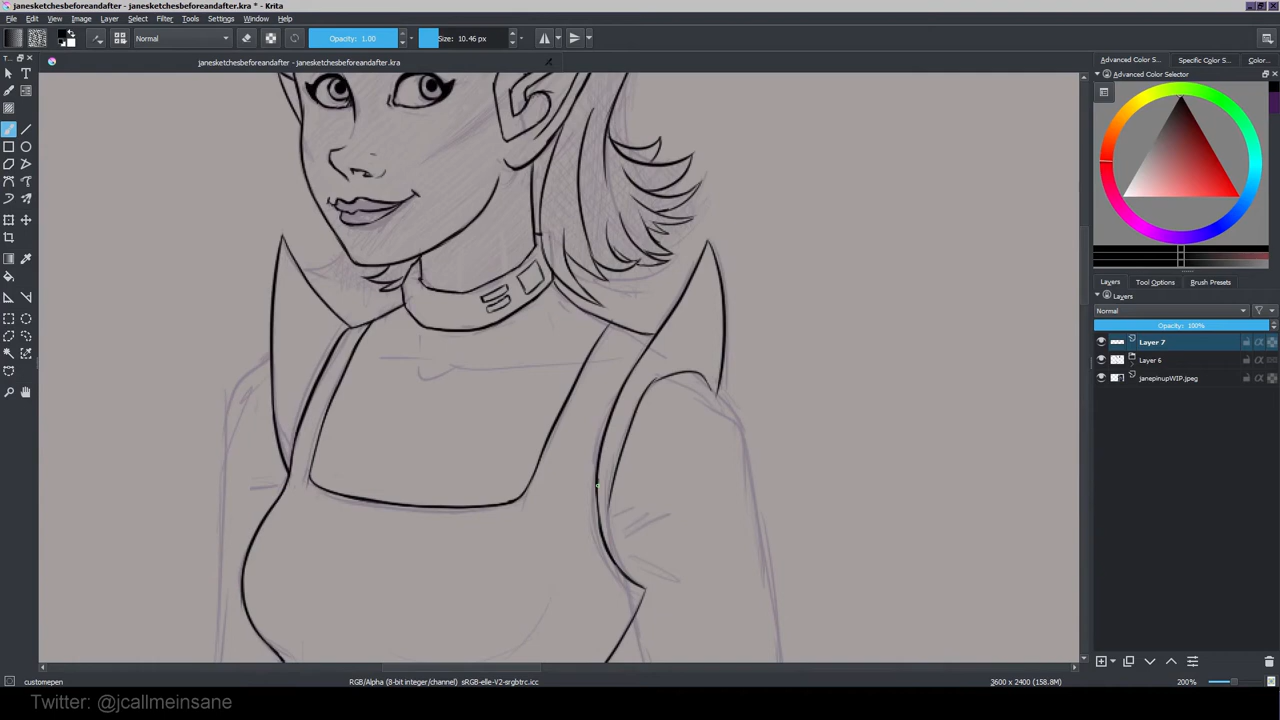 janesketchesbeforeandafter - janesketchesbeforeandafter.kra * - Krita
File Edit View Image Layer Select Filter Tools Settings Window Help
Normal Opacity: 1.00 Size: 10.46 px
janesketchesbeforeandafter - janesketchesbeforeandafter.kra
Advanced Color S... Specific Color S... Color...
Advanced Color Selector
Layers Tool Options Brush Presets
Layers
Normal
Opacity: 100%
Layer 7
Layer 6
janepinupWIP.jpeg
customepen
RGB/Alpha (8-bit integer/channel) sRGB-elle-V2-srgbtrc.icc
3600 x 2400 (158.8M)
200%
Twitter: @jcallmeinsane